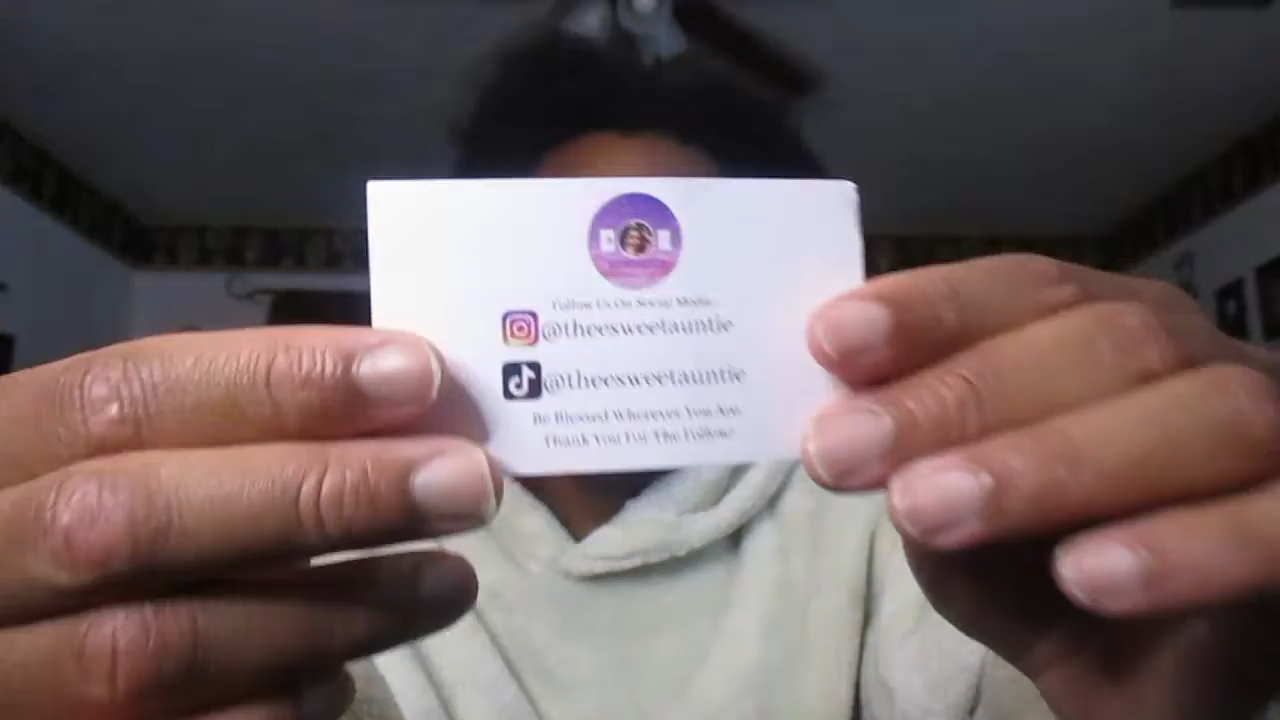 Follow Us On Social Media
@theesweetauntie
@theesweetauntie
Be Blessed Wherever You Are
Thank You For The Follow!